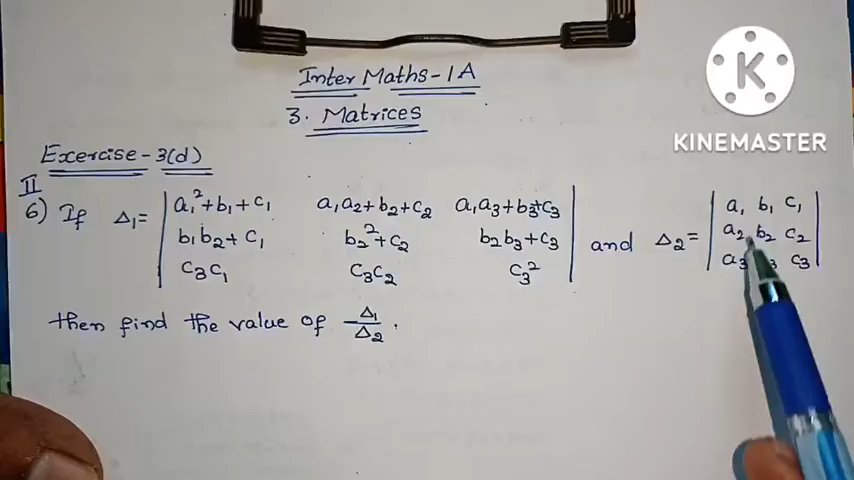 Inter Maths-1A
3. Matrices
K
KINEMASTER
Exercise-3(d)
II
6) If Δ₁= | a₁²+b₁+c₁ a₁a₂+b₂+c₂ a₁a₃+b₃+c₃ | and Δ₂= | a₁ b₁ c₁ |
| b₁b₂+c₁ b₂²+c₂ b₂b₃+c₃ | | a₂ b₂ c₂ |
| c₃c₁ c₃c₂ c₃² | | a₃ ₃ c₃ |
then find the value of Δ₁/Δ₂.